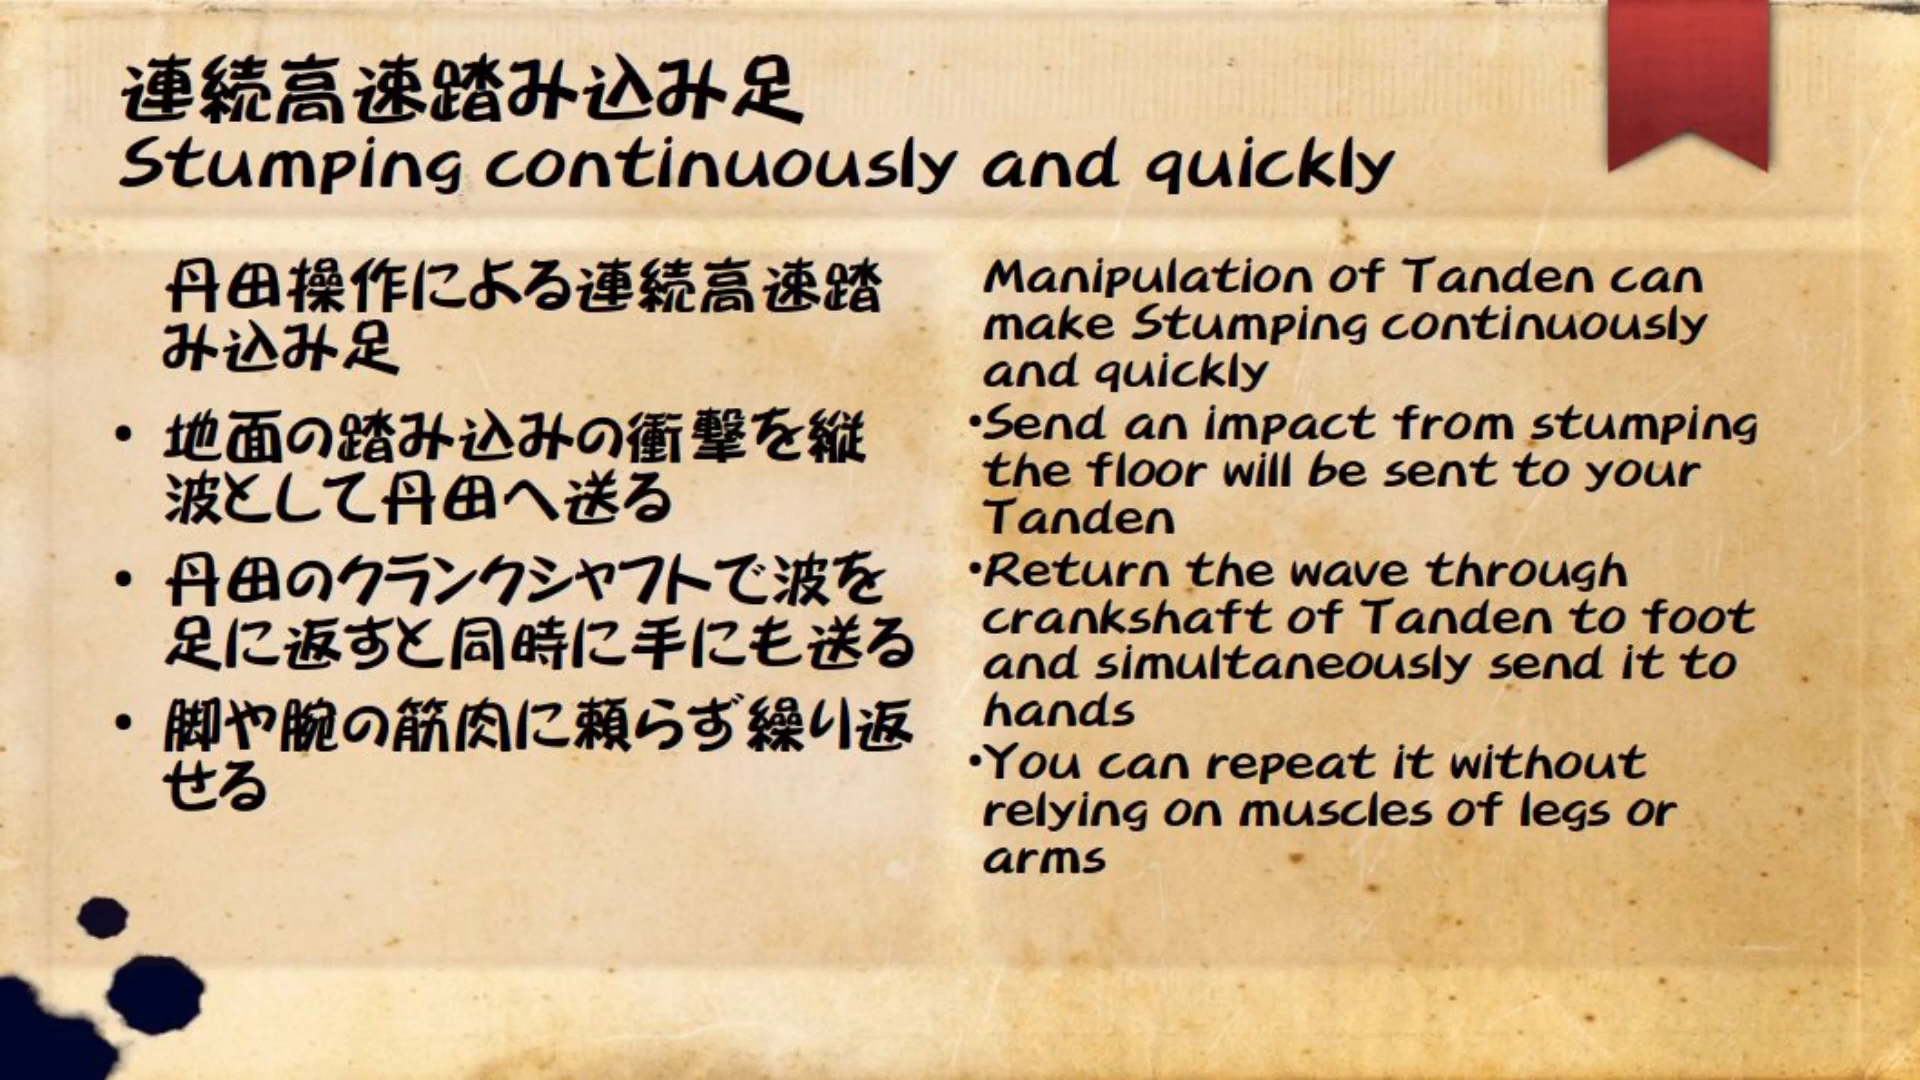 連続高速踏み込み足
Stumping continuously and quickly
丹田操作による連続高速踏
み込み足
• 地面の踏み込みの衝撃を縦
波として丹田へ送る
• 丹田のクランクシャフトで波を
足に返すと同時に手にも送る
• 脚や腕の筋肉に頼らず繰り返
せる
Manipulation of Tanden can
make Stumping continuously
and quickly
•Send an impact from stumping
the floor will be sent to your
Tanden
•Return the wave through
crankshaft of Tanden to foot
and simultaneously send it to
hands
•You can repeat it without
relying on muscles of legs or
arms